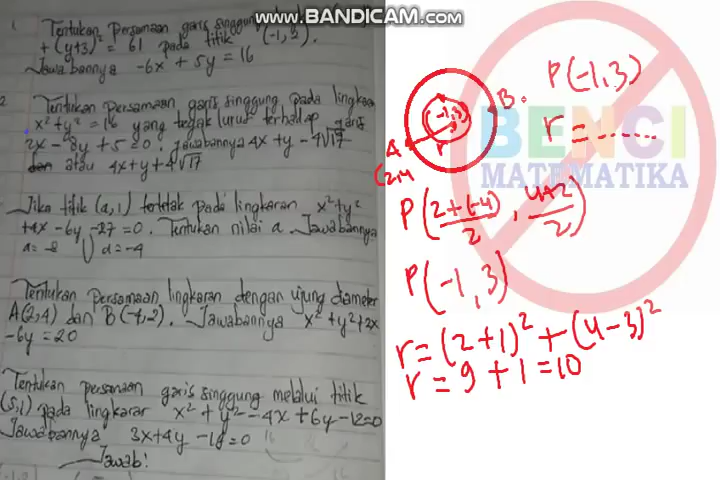 WWW.BANDICAM.COM
1. Tentukan persamaan garis singgung
+ (y+3)² = 61 pada titik (-1,3).
Jawabannya -6x + 5y = 16
2 Tentukan persamaan garis singgung pada lingkaran
x²+y² = 16 yang tegak lurus terhadap garis
2x - 8y + 5 = 0. Jawabannya 4x + y - 4√17
atau 4x + y + 4√17
Jika titik (a,1) terletak pada lingkaran x²+y²
+4x -6y -27=0. Tentukan nilai a Jawabannya
a= -8 U a=-4
Tentukan persamaan lingkaran dengan ujung diameter
A(2,4) dan B(-4,2). Jawabannya x²+y²+2x
-6y = 20
Tentukan persamaan garis singgung melalui titik
(5,1) pada lingkaran x² + y² - 4x + 6y - 12=0
Jawabannya 3x+4y -18=0
Jawab:
BENCI
MATEMATIKA
(-1,3)
r
A
(2,4
B
P(-1,3)
r = ......
P(2+(-4)/2, 4+2/2)
P(-1,3)
r = (2+1)² + (4-3)²
r = 9 + 1 = 10